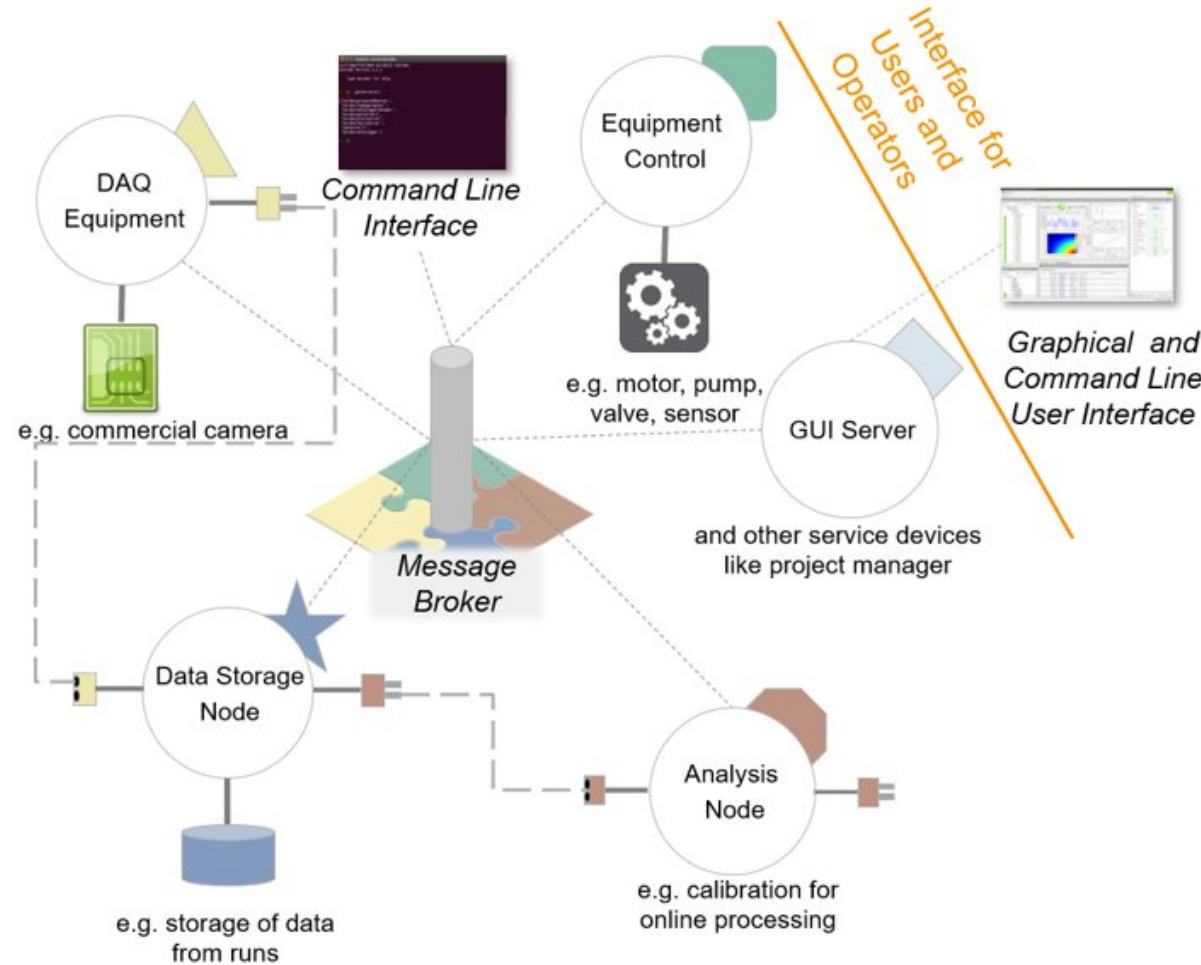 DAQ
Equipment
Command Line
Interface
Equipment
Control
Interface for
Users and
Operators
e.g. commercial camera
e.g. motor, pump,
valve, sensor
GUI Server
Graphical and
Command Line
User Interface
and other service devices
like project manager
Message
Broker
Data Storage
Node
Analysis
Node
e.g. storage of data
from runs
e.g. calibration for
online processing